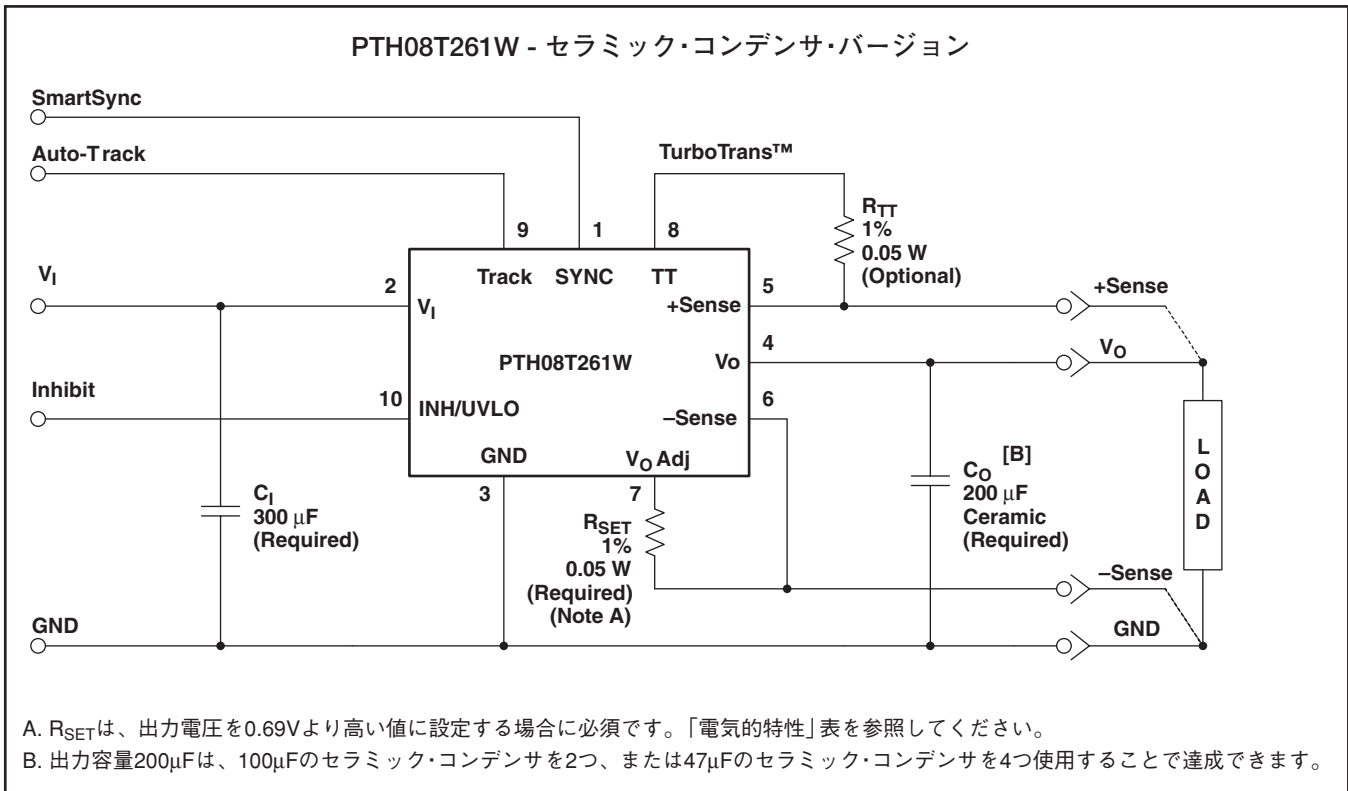 PTH08T261W - セラミック・コンデンサ・バージョン
SmartSync
Auto-Track
TurboTrans™
RTT
1%
0.05 W
(Optional)
9
1
8
VI
2
Track
SYNC
TT
5
+Sense
VI
+Sense
4
VO
PTH08T261W
Vo
Inhibit
10
INH/UVLO
6
–Sense
GND
VO Adj
3
7
CI
300 μF
(Required)
RSET
1%
0.05 W
(Required)
(Note A)
[B]
CO
200 μF
Ceramic
(Required)
L
O
A
D
–Sense
GND
GND
A. RSETは、出力電圧を0.69Vより高い値に設定する場合に必須です。「電気的特性」表を参照してください。
B. 出力容量200μFは、100μFのセラミック・コンデンサを2つ、または47μFのセラミック・コンデンサを4つ使用することで達成できます。